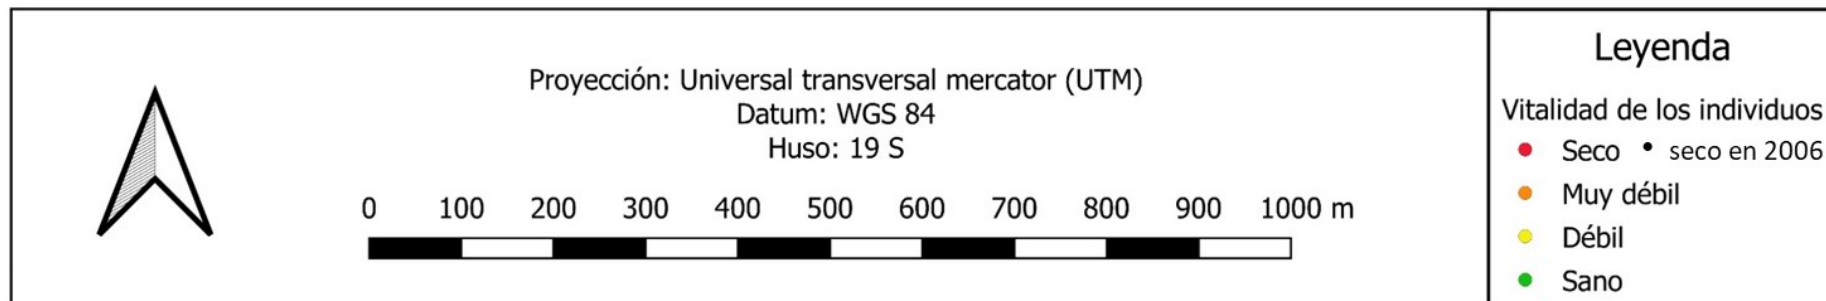 Proyección: Universal transversal mercator (UTM)
Datum: WGS 84
Huso: 19 S
0 100 200 300 400 500 600 700 800 900 1000 m
Leyenda
Vitalidad de los individuos
Seco • seco en 2006
Muy débil
Débil
Sano